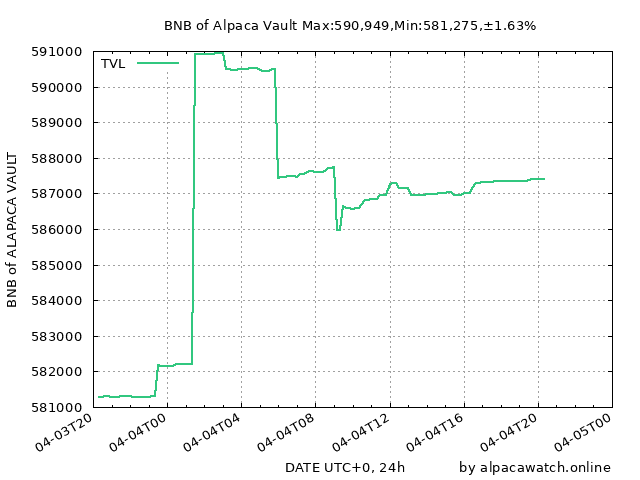 BNB of Alpaca Vault Max:590,949,Min:581,275,±1.63%
TVL
591000
590000
589000
588000
587000
586000
585000
584000
583000
582000
581000
BNB of ALAPACA VAULT
04-03T20
04-04T00
04-04T04
04-04T08
04-04T12
04-04T16
04-04T20
04-05T00
DATE UTC+0, 24h
by alpacawatch.online